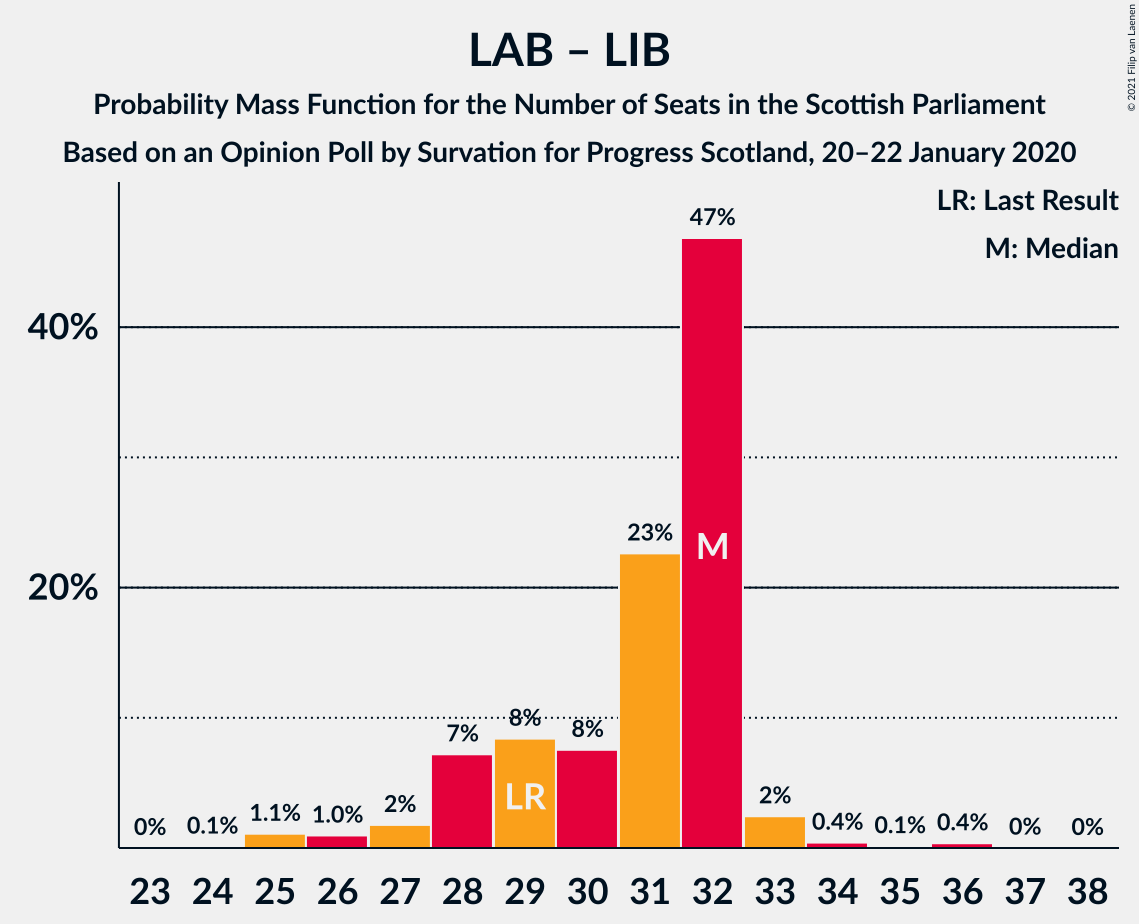 LAB – LIB
Probability Mass Function for the Number of Seats in the Scottish Parliament
Based on an Opinion Poll by Survation for Progress Scotland, 20–22 January 2020
© 2021 Filip van Laenen
LR: Last Result
M: Median
40%
20%
0%
0.1%
1.1%
1.0%
2%
7%
8%
8%
23%
47%
2%
0.4%
0.1%
0.4%
0%
0%
LR
M
23 24 25 26 27 28 29 30 31 32 33 34 35 36 37 38